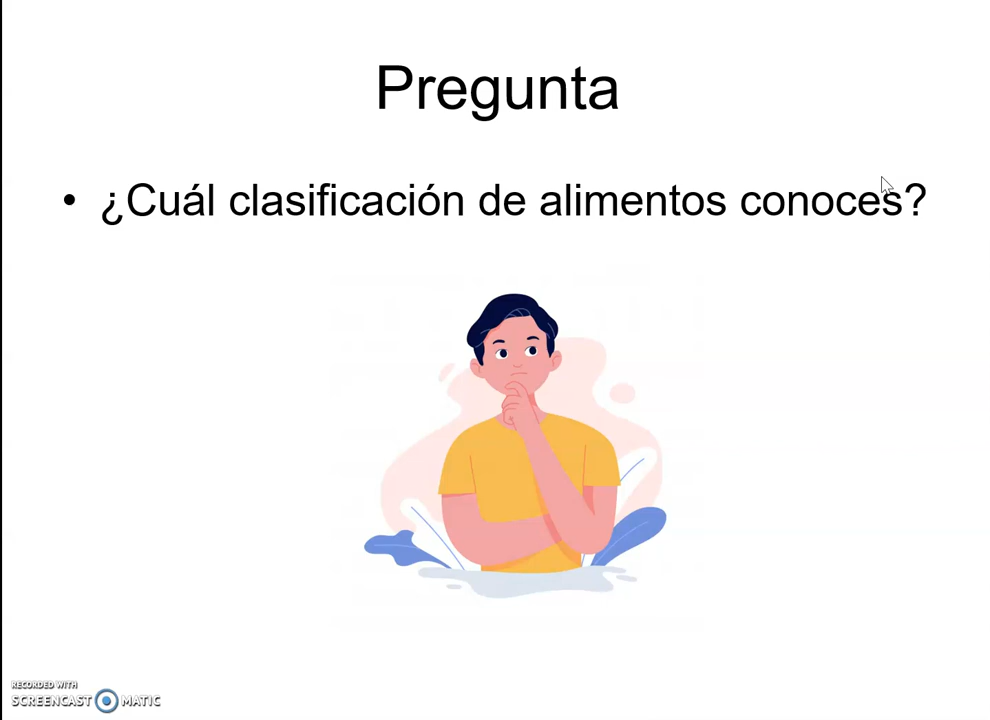 Pregunta
• ¿Cuál clasificación de alimentos conoces?
RECORDED WITH
SCREENCAST MATIC